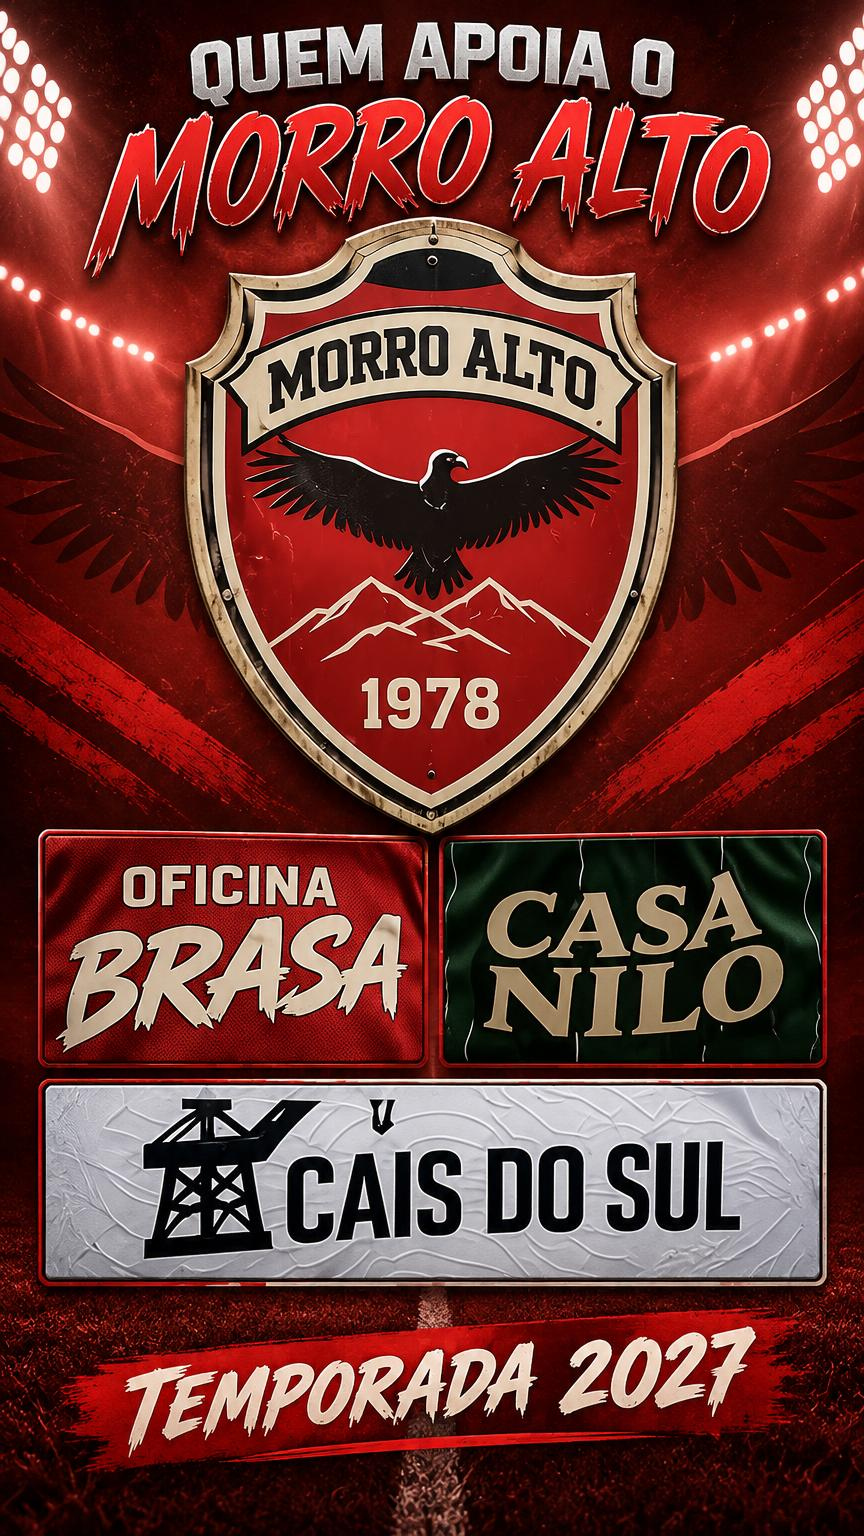 QUEM APOIA O
MORRO ALTO
MORRO ALTO
1978
OFICINA
BRASA
CASA
NILO
CAIS DO SUL
TEMPORADA 2027